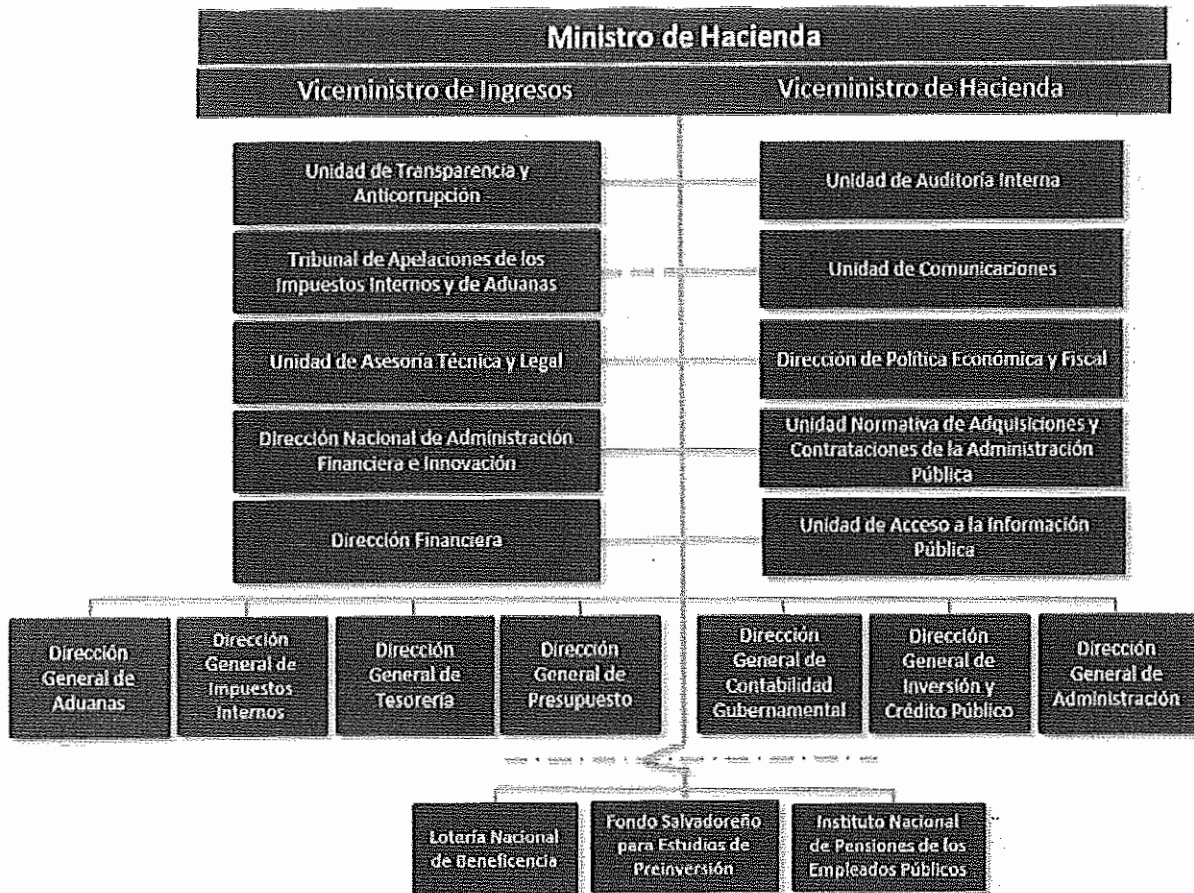 Ministro de Hacienda
Viceministro de Ingresos
Viceministro de Hacienda
Unidad de Transparencia y
Anticorrupción
Unidad de Auditoría Interna
Tribunal de Apelaciones de los
Impuestos Internos y de Aduanas
Unidad de Comunicaciones
Unidad de Asesoría Técnica y Legal
Dirección de Política Económica y Fiscal
Dirección Nacional de Administración
Financiera e Innovación
Unidad Normativa de Adquisiciones y
Contrataciones de la Administración
Pública
Dirección Financiera
Unidad de Acceso a la Información
Pública
Dirección
General de
Aduanas
Dirección
General de
Impuestos
Internos
Dirección
General de
Tesorería
Dirección
General de
Presupuesto
Dirección
General de
Contabilidad
Gubernamental
Dirección
General de
Inversión y
Crédito Público
Dirección
General de
Administración
Lotería Nacional
de Beneficencia
Fondo Salvadoreño
para Estudios de
Preinversión
Instituto Nacional
de Pensiones de los
Empleados Públicos